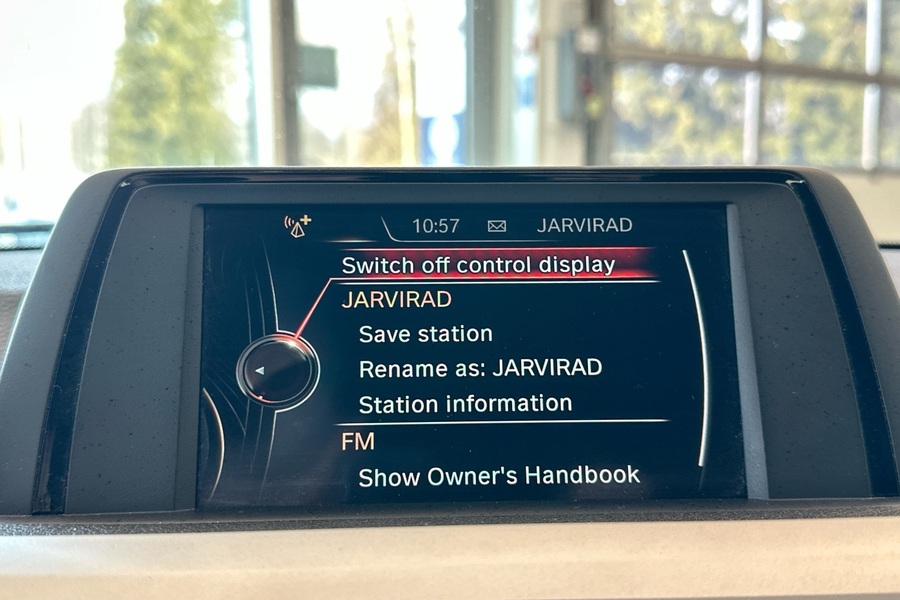 10:57 JARVIRAD
Switch off control display
JARVIRAD
Save station
Rename as: JARVIRAD
Station information
FM
Show Owner's Handbook